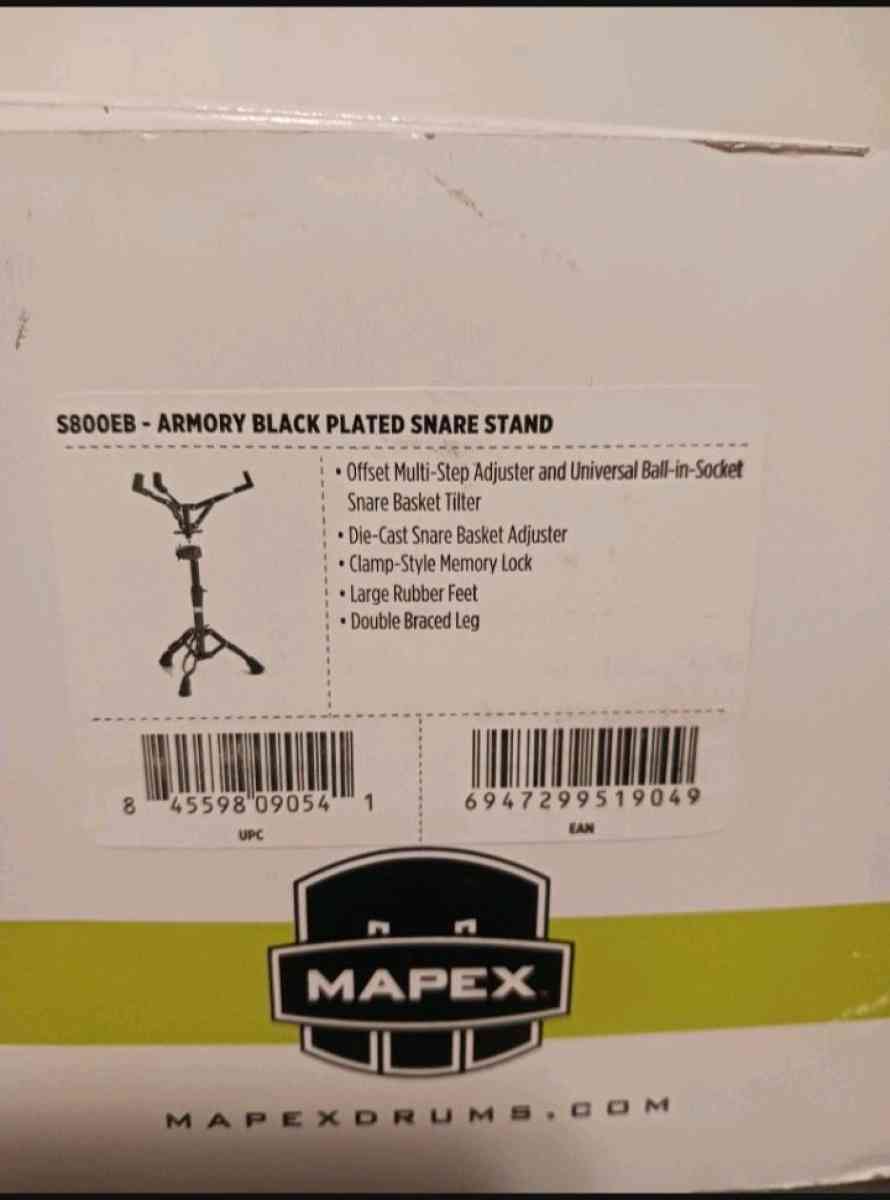 S800EB - ARMORY BLACK PLATED SNARE STAND
• Offset Multi-Step Adjuster and Universal Ball-in-Socket
Snare Basket Tilter
• Die-Cast Snare Basket Adjuster
• Clamp-Style Memory Lock
• Large Rubber Feet
• Double Braced Leg
8 45598 09054 1
UPC
6947299519049
EAN
MAPEX
MAPEXDRUMS.COM